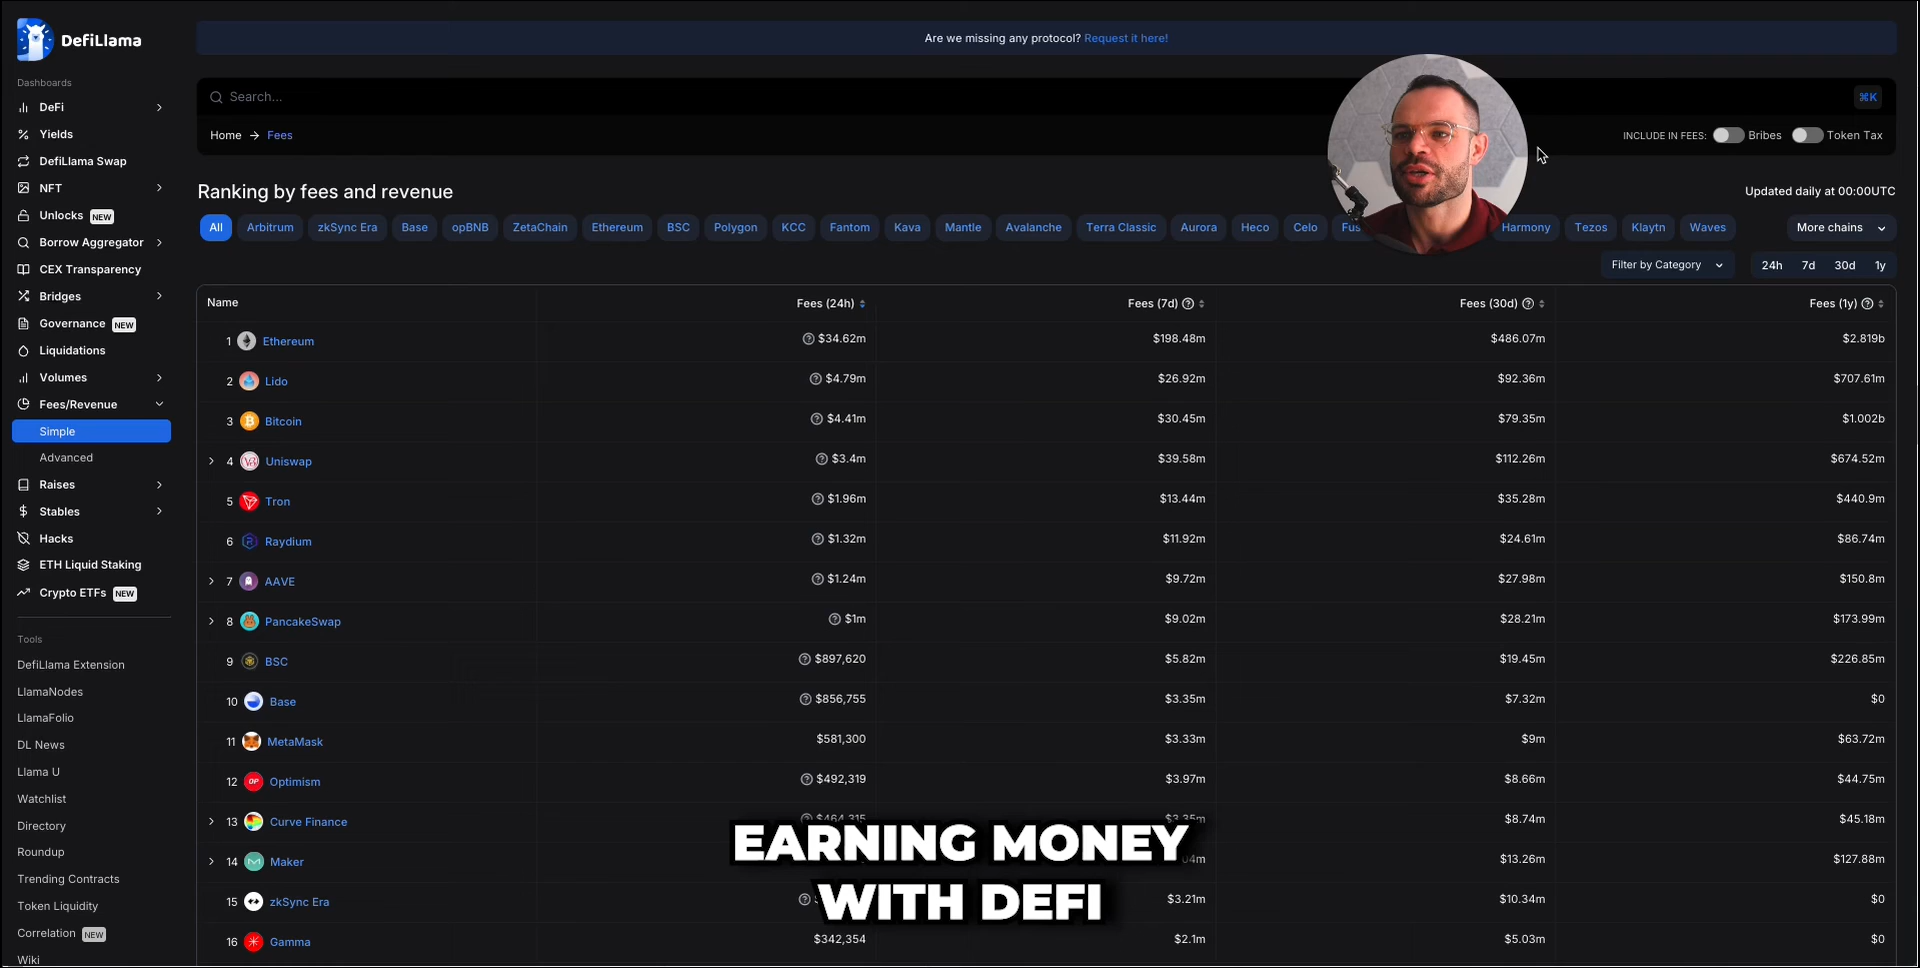 DefiLlama
Are we missing any protocol? Request it here!
Search...
⌘K
Home → Fees
INCLUDE IN FEES: Bribes Token Tax
Ranking by fees and revenue
Updated daily at 00:00UTC
All Arbitrum zkSync Era Base opBNB ZetaChain Ethereum BSC Polygon KCC Fantom Kava Mantle Avalanche Terra Classic Aurora Heco Celo Harmony Tezos Klaytn Waves More chains
Filter by Category 24h 7d 30d 1y
Name Fees (24h) Fees (7d) Fees (30d) Fees (1y)
1 Ethereum $34.62m $198.48m $486.07m $2.819b
2 Lido $4.79m $26.92m $92.36m $707.61m
3 Bitcoin $4.41m $30.45m $79.35m $1.002b
4 Uniswap $3.4m $39.58m $112.26m $674.52m
5 Tron $1.96m $13.44m $35.28m $440.9m
6 Raydium $1.32m $11.92m $24.61m $86.74m
7 AAVE $1.24m $9.72m $27.98m $150.8m
8 PancakeSwap $1m $9.02m $28.21m $173.99m
9 BSC $897,620 $5.82m $19.45m $226.85m
10 Base $856,755 $3.35m $7.32m $0
11 MetaMask $581,300 $3.33m $9m $63.72m
12 Optimism $492,319 $3.97m $8.66m $44.75m
13 Curve Finance $8.74m $45.18m
14 Maker $13.26m $127.88m
15 zkSync Era $3.21m $10.34m $0
16 Gamma $342,354 $2.1m $5.03m $0
EARNING MONEY
WITH DEFI
Dashboards
DeFi
Yields
DefiLlama Swap
NFT
Unlocks NEW
Borrow Aggregator
CEX Transparency
Bridges
Governance NEW
Liquidations
Volumes
Fees/Revenue
Simple
Advanced
Raises
Stables
Hacks
ETH Liquid Staking
Crypto ETFs NEW
Tools
DefiLlama Extension
LlamaNodes
LlamaFolio
DL News
Llama U
Watchlist
Directory
Roundup
Trending Contracts
Token Liquidity
Correlation NEW
Wiki